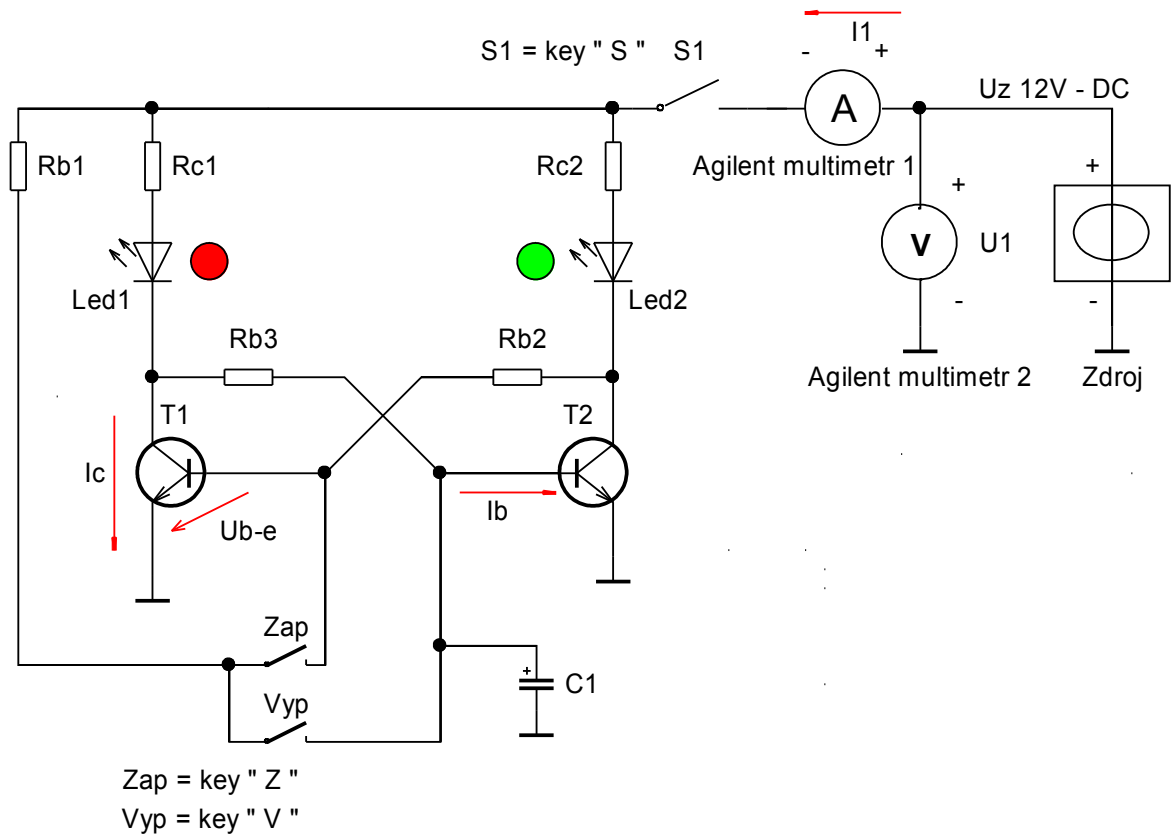 I1
S1 = key " S " S1
- +
Uz 12V - DC
A
Rb1
Rc1
Rc2
Agilent multimetr 1
+
+
V
U1
Led1
Led2
-
-
Rb3
Rb2
Agilent multimetr 2
Zdroj
T1
T2
Ic
Ub-e
Ib
Zap
+
C1
Vyp
Zap = key " Z "
Vyp = key " V "